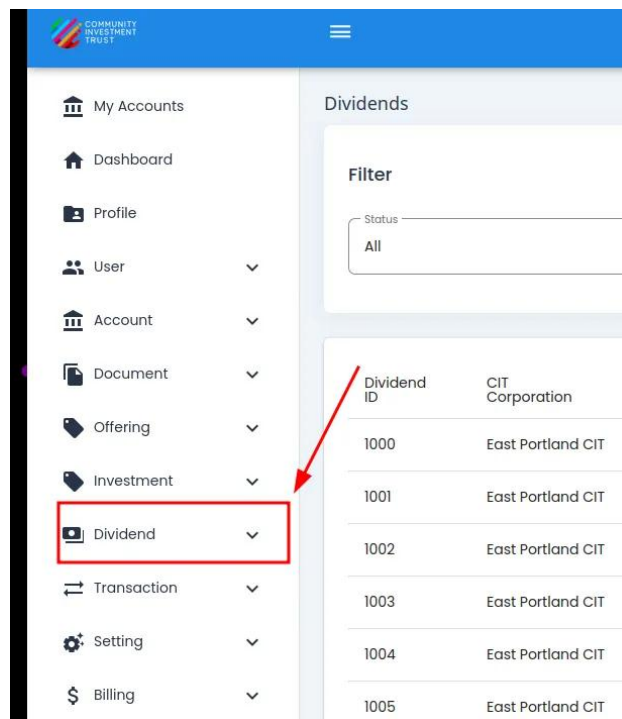 COMMUNITY
INVESTMENT
TRUST
My Accounts
Dashboard
Profile
User
Account
Document
Offering
Investment
Dividend
Transaction
Setting
Billing
Dividends
Filter
Status
All
Dividend
ID
CIT
Corporation
1000 East Portland CIT
1001 East Portland CIT
1002 East Portland CIT
1003 East Portland CIT
1004 East Portland CIT
1005 East Portland CIT